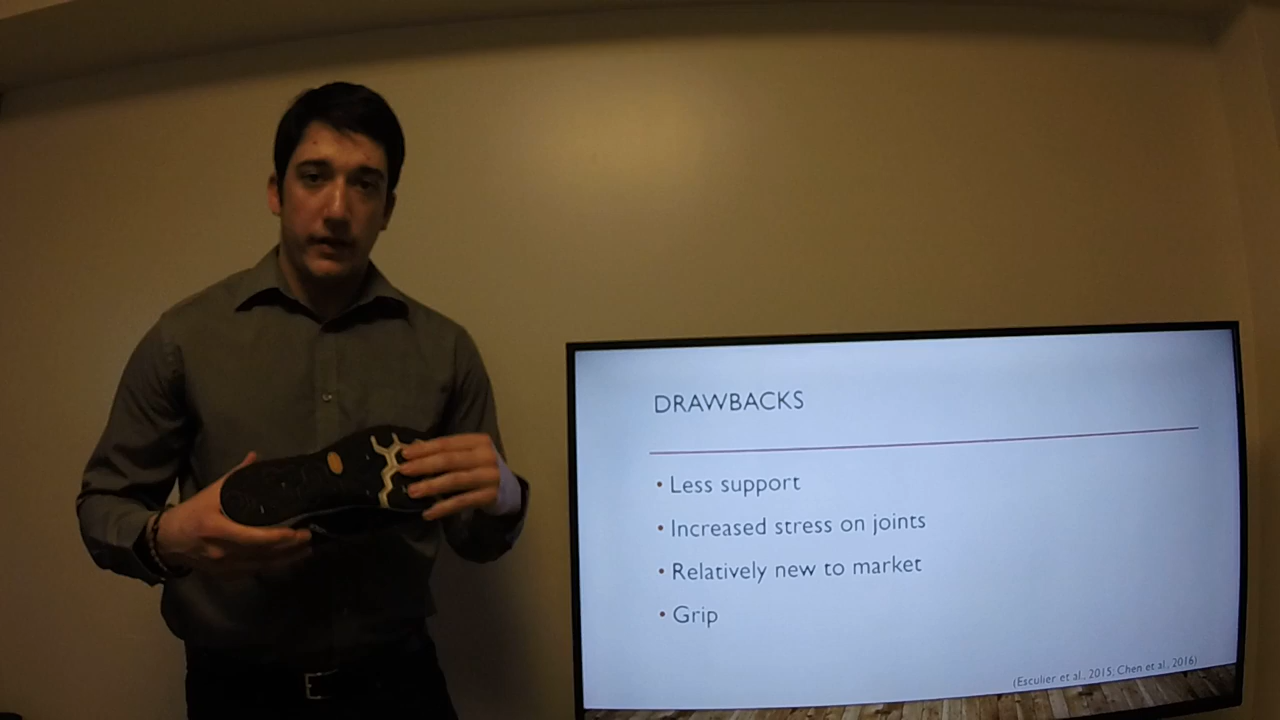 DRAWBACKS
• Less support
• Increased stress on joints
• Relatively new to market
• Grip
(Esculier et al., 2015; Chen et al., 2016)